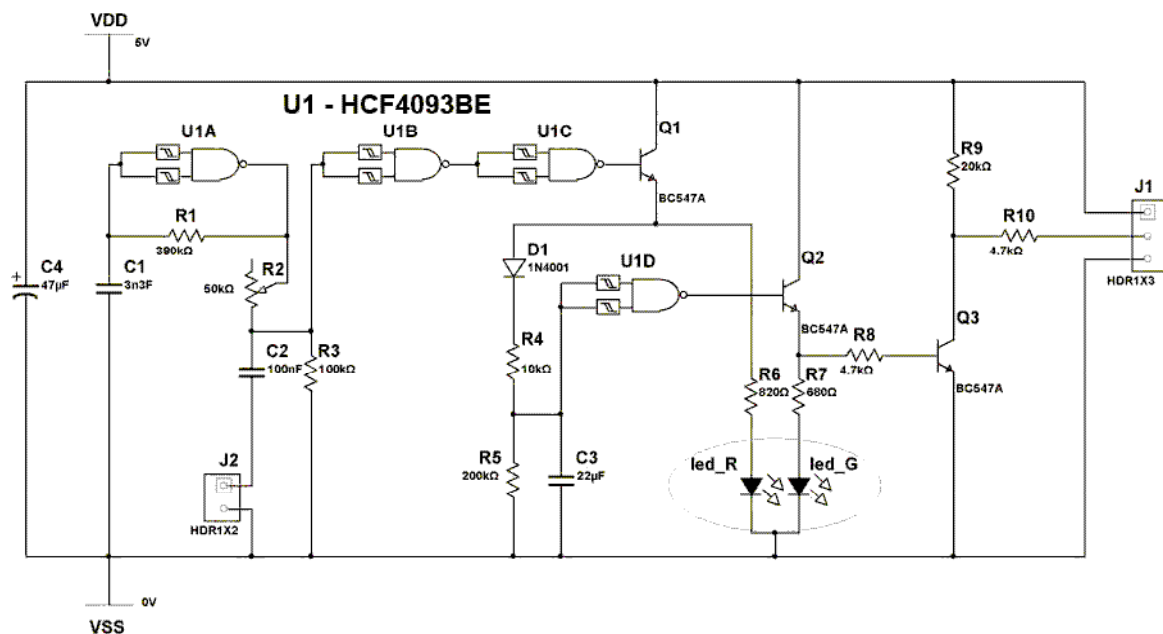 VDD
5V
U1 - HCF4093BE
U1A
U1B
U1C
Q1
BC547A
R9
20kΩ
J1
R1
390kΩ
R10
4.7kΩ
HDR1X3
D1
1N4001
U1D
Q2
BC547A
C4
47µF
+
C1
3n3F
R2
50kΩ
Q3
BC547A
C2
100nF
R3
100kΩ
R4
10kΩ
R8
4.7kΩ
R6
820Ω
R7
680Ω
J2
HDR1X2
R5
200kΩ
C3
22µF
led_R
led_G
0V
VSS